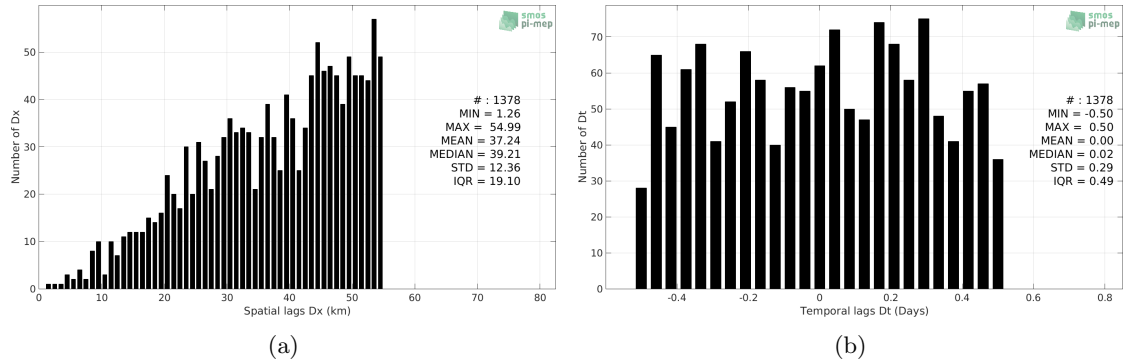 smos
pi-mep
50
40
30
20
10
0
Number of Dx
# : 1378
MIN = 1.26
MAX = 54.99
MEAN = 37.24
MEDIAN = 39.21
STD = 12.36
IQR = 19.10
0 10 20 30 40 50 60 70 80
Spatial lags Dx (km)
(a)
smos
pi-mep
70
60
50
40
30
20
10
0
Number of Dt
# : 1378
MIN = -0.50
MAX = 0.50
MEAN = 0.00
MEDIAN = 0.02
STD = 0.29
IQR = 0.49
-0.4 -0.2 0 0.2 0.4 0.6 0.8
Temporal lags Dt (Days)
(b)